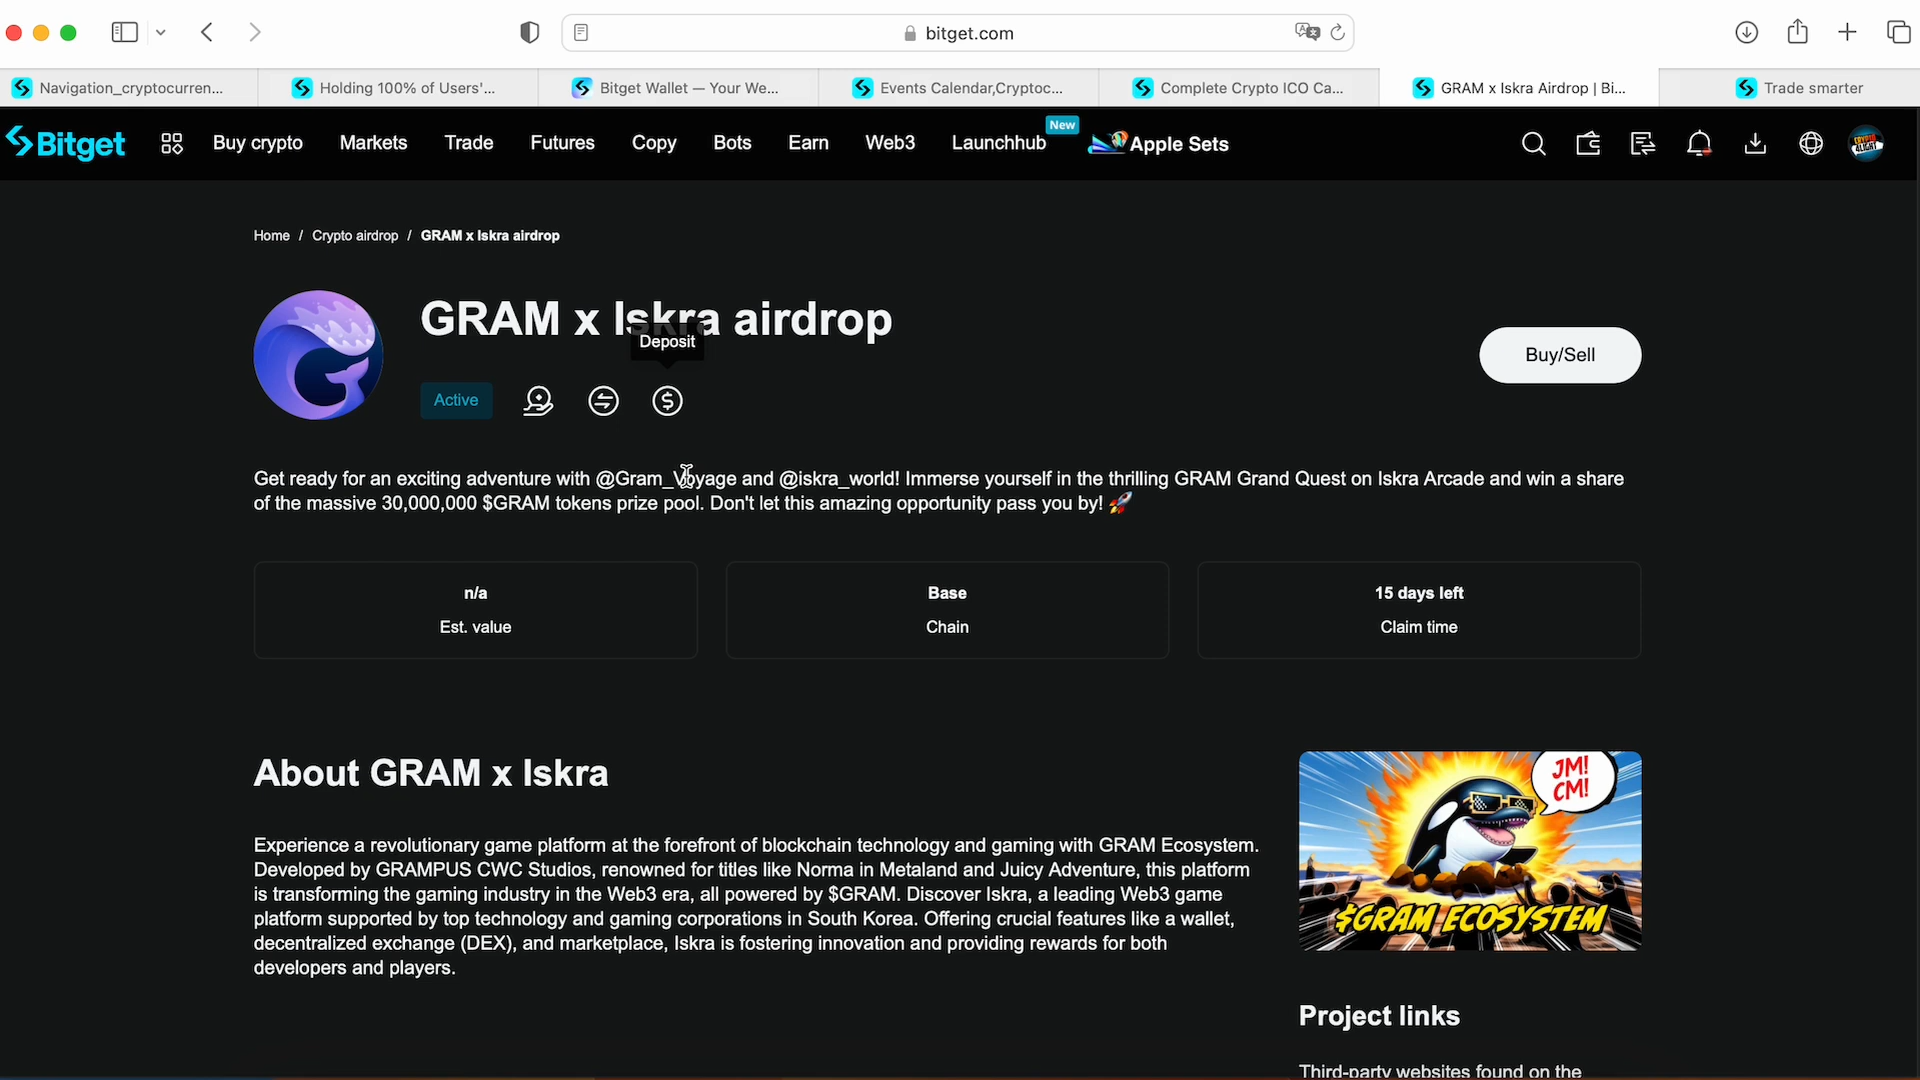 bitget.com
Navigation_cryptocurren...
Holding 100% of Users'...
Bitget Wallet — Your We...
Events Calendar,Cryptoc...
Complete Crypto ICO Ca...
GRAM x Iskra Airdrop | Bi...
Trade smarter
Bitget
Buy crypto
Markets
Trade
Futures
Copy
Bots
Earn
Web3
Launchhub
New
Apple Sets
Home / Crypto airdrop / GRAM x Iskra airdrop
GRAM x Iskra airdrop
Deposit
Active
Buy/Sell
Get ready for an exciting adventure with @Gram_Voyage and @iskra_world! Immerse yourself in the thrilling GRAM Grand Quest on Iskra Arcade and win a share
of the massive 30,000,000 $GRAM tokens prize pool. Don't let this amazing opportunity pass you by! 🚀
n/a
Est. value
Base
Chain
15 days left
Claim time
About GRAM x Iskra
Experience a revolutionary game platform at the forefront of blockchain technology and gaming with GRAM Ecosystem.
Developed by GRAMPUS CWC Studios, renowned for titles like Norma in Metaland and Juicy Adventure, this platform
is transforming the gaming industry in the Web3 era, all powered by $GRAM. Discover Iskra, a leading Web3 game
platform supported by top technology and gaming corporations in South Korea. Offering crucial features like a wallet,
decentralized exchange (DEX), and marketplace, Iskra is fostering innovation and providing rewards for both
developers and players.
JM!
CM!
$GRAM ECOSYSTEM
Project links
Third-party websites found on the